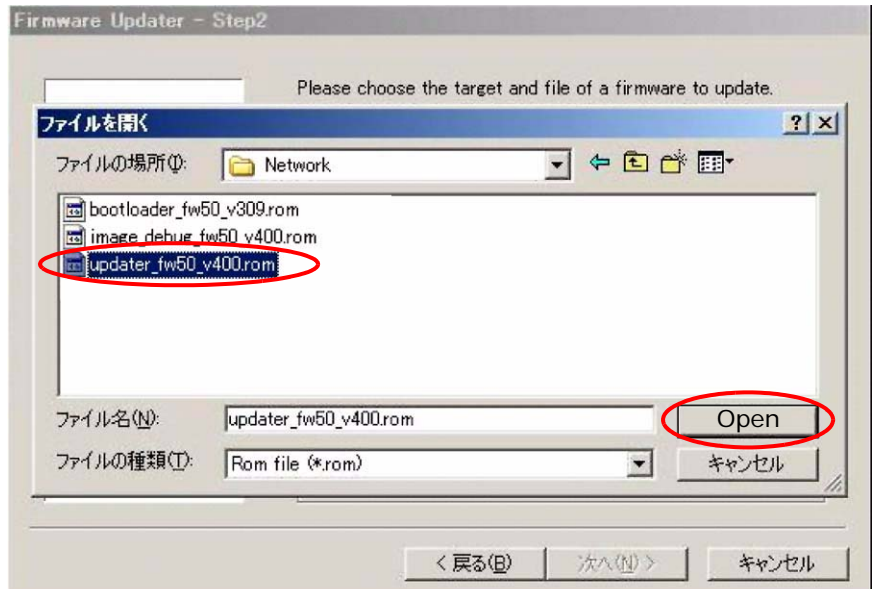 Firmware Updater - Step2
Please choose the target and file of a firmware to update.
ファイルを開く
ファイルの場所(I):
Network
bootloader_fw50_v309.rom
image_debug_fw50_v400.rom
updater_fw50_v400.rom
ファイル名(N):
updater_fw50_v400.rom
Open
ファイルの種類(T):
Rom file (*.rom)
キャンセル
< 戻る(B)
次へ(N) >
キャンセル